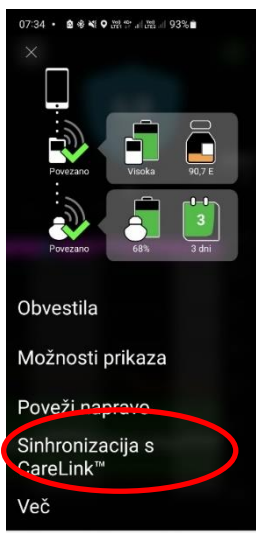 07:34
93%
Povezano
Visoka
90,7 E
Povezano
68%
3
3 dni
Obvestila
Možnosti prikaza
Poveži napravo
Sinhronizacija s
CareLink™
Več